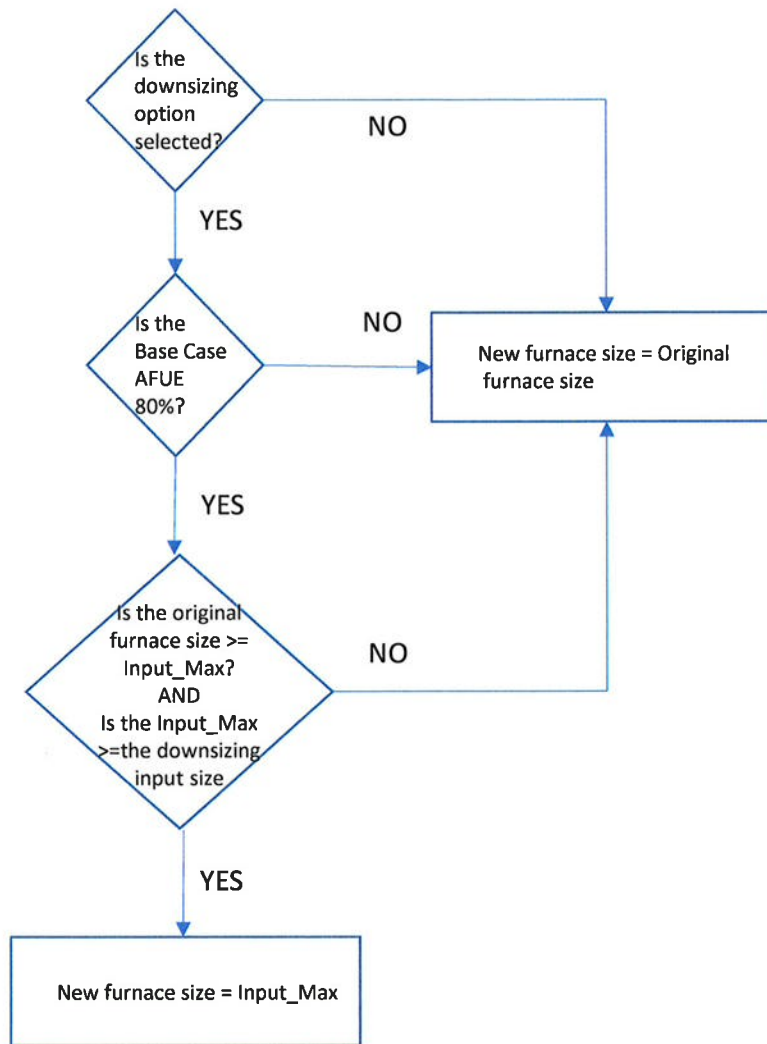 Is the
downsizing
option
selected?
NO
YES
Is the
Base Case
AFUE
80%?
NO
New furnace size = Original
furnace size
YES
Is the original
furnace size >=
Input_Max?
AND
Is the Input_Max
>=the downsizing
input size
NO
YES
New furnace size = Input_Max